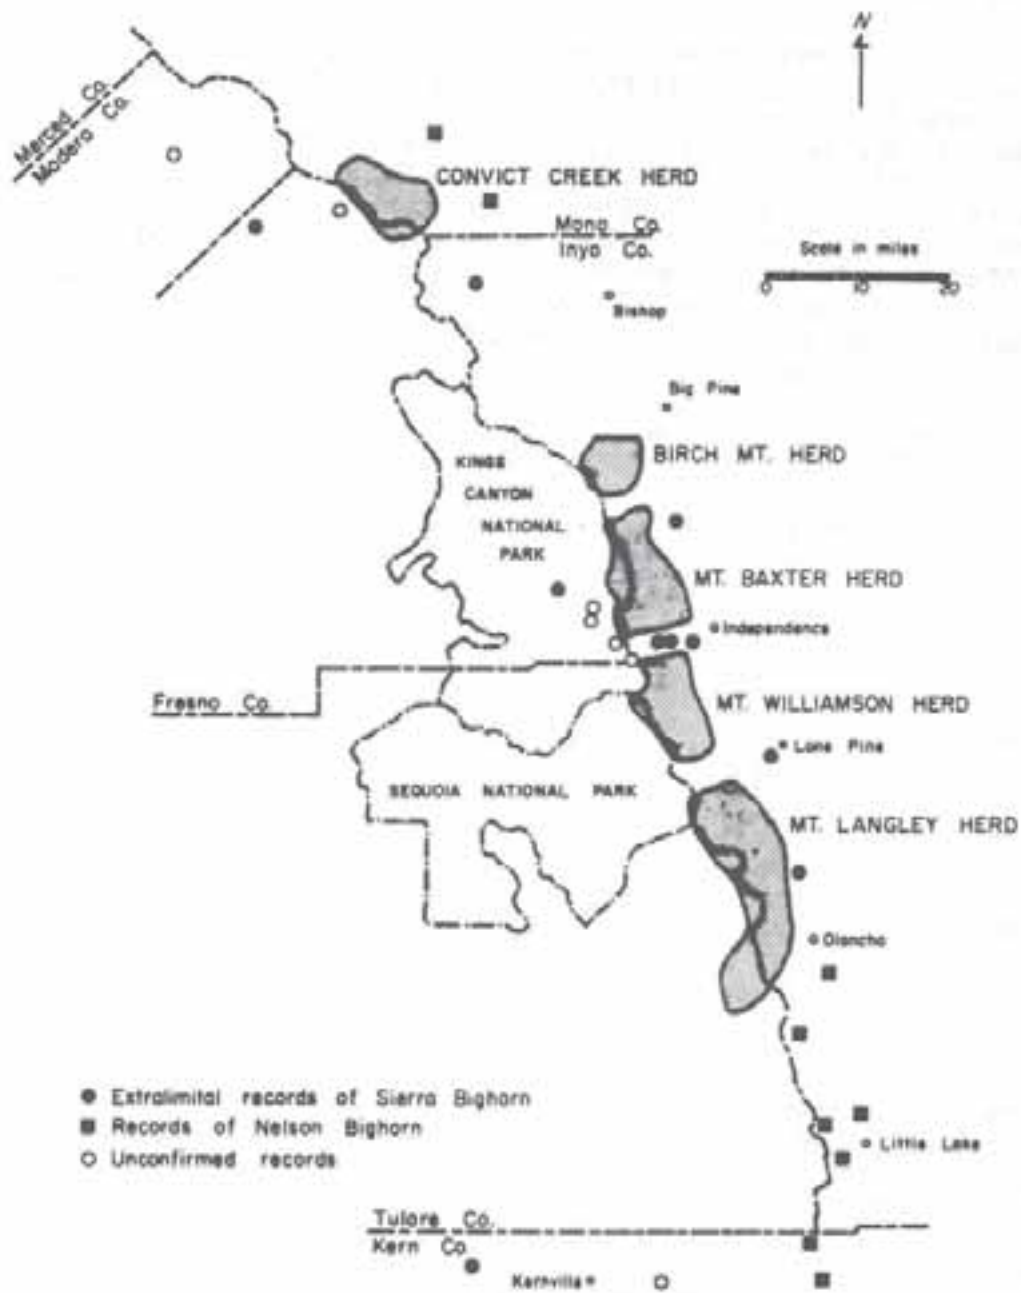 N
Merced Co.
Madera Co.
CONVICT CREEK HERD
Mono Co.
Inyo Co.
Scale in miles
0 10 20
Bishop
Big Pine
BIRCH MT. HERD
KINGS
CANYON
NATIONAL
PARK
MT. BAXTER HERD
Independence
Fresno Co.
MT. WILLIAMSON HERD
Lone Pine
SEQUOIA NATIONAL PARK
MT. LANGLEY HERD
Olancha
Extralimital records of Sierra Bighorn
Records of Nelson Bighorn
Unconfirmed records
Little Lake
Tulare Co.
Kern Co.
Kernville